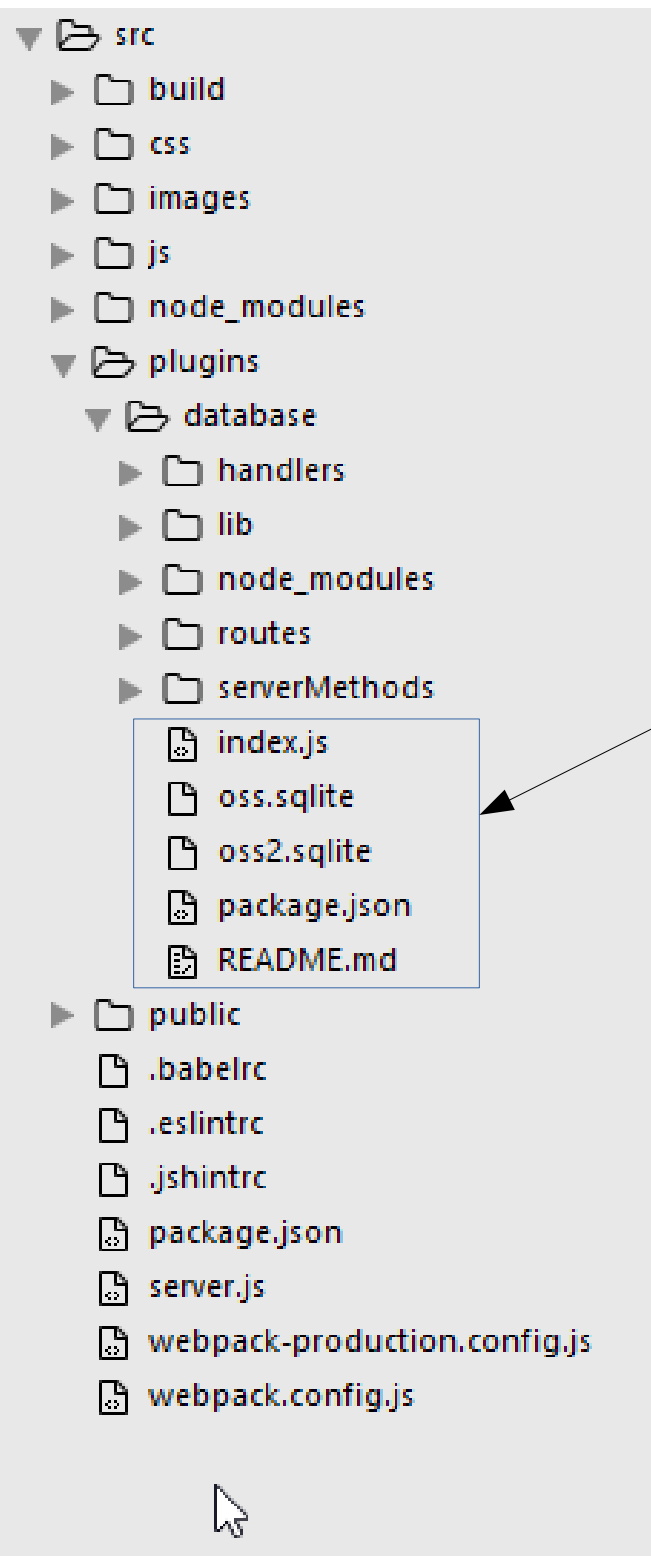 src
build
css
images
js
node_modules
plugins
database
handlers
lib
node_modules
routes
serverMethods
index.js
oss.sqlite
oss2.sqlite
package.json
README.md
public
.babelrc
.eslintrc
.jshintrc
package.json
server.js
webpack-production.config.js
webpack.config.js